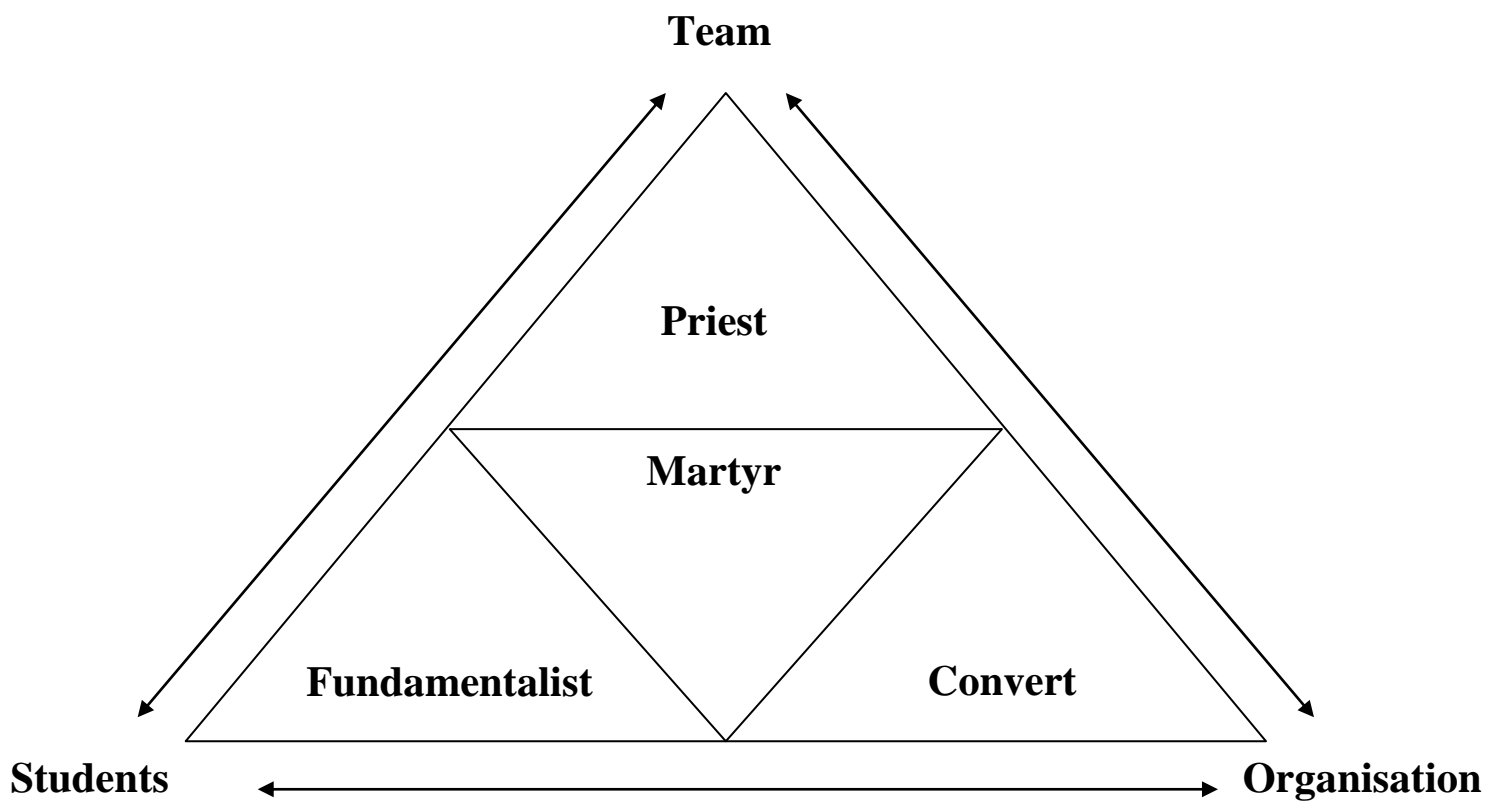 Team
Priest
Martyr
Fundamentalist
Convert
Students
Organisation